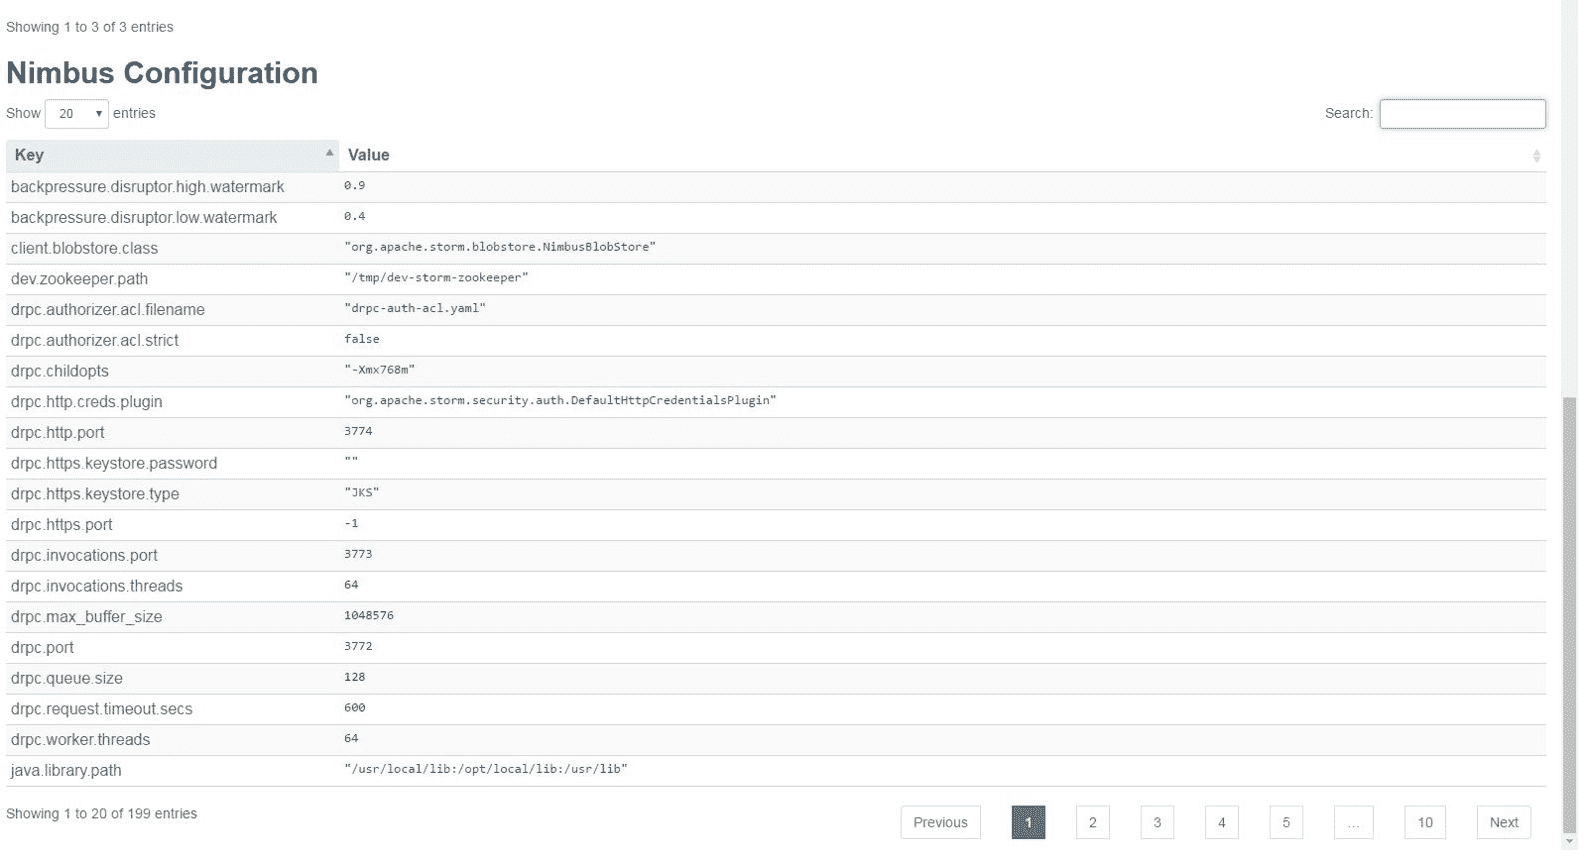 Showing 1 to 3 of 3 entries
Nimbus Configuration
Show 20 entries Search:
Key Value
backpressure.disruptor.high.watermark 0.9
backpressure.disruptor.low.watermark 0.4
client.blobstore.class "org.apache.storm.blobstore.NimbusBlobStore"
dev.zookeeper.path "/tmp/dev-storm-zookeeper"
drpc.authorizer.acl.filename "drpc-auth-acl.yaml"
drpc.authorizer.acl.strict false
drpc.childopts "-Xmx768m"
drpc.http.creds.plugin "org.apache.storm.security.auth.DefaultHttpCredentialsPlugin"
drpc.http.port 3774
drpc.https.keystore.password ""
drpc.https.keystore.type "JKS"
drpc.https.port -1
drpc.invocations.port 3773
drpc.invocations.threads 64
drpc.max_buffer_size 1048576
drpc.port 3772
drpc.queue.size 128
drpc.request.timeout.secs 600
drpc.worker.threads 64
java.library.path "/usr/local/lib:/opt/local/lib:/usr/lib"
Showing 1 to 20 of 199 entries
Previous 1 2 3 4 5 ... 10 Next